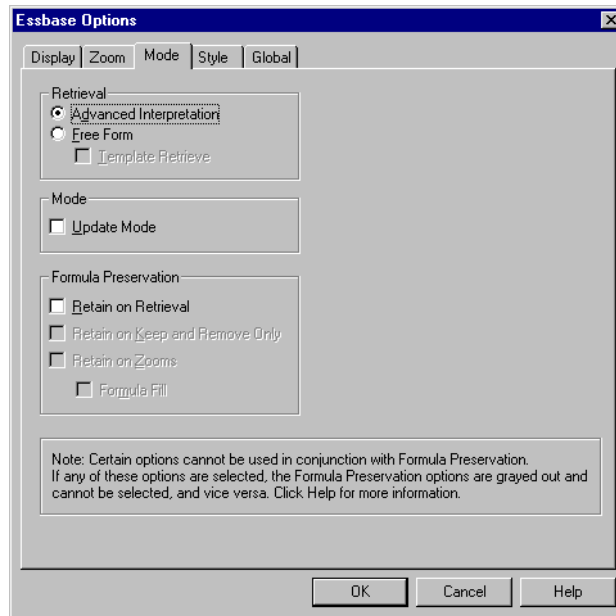 Essbase Options
Display Zoom Mode Style Global
Retrieval
Advanced Interpretation
Free Form
Template Retrieve
Mode
Update Mode
Formula Preservation
Retain on Retrieval
Retain on Keep and Remove Only
Retain on Zooms
Formula Fill
Note: Certain options cannot be used in conjunction with Formula Preservation.
If any of these options are selected, the Formula Preservation options are grayed out and
cannot be selected, and vice versa. Click Help for more information.
OK Cancel Help